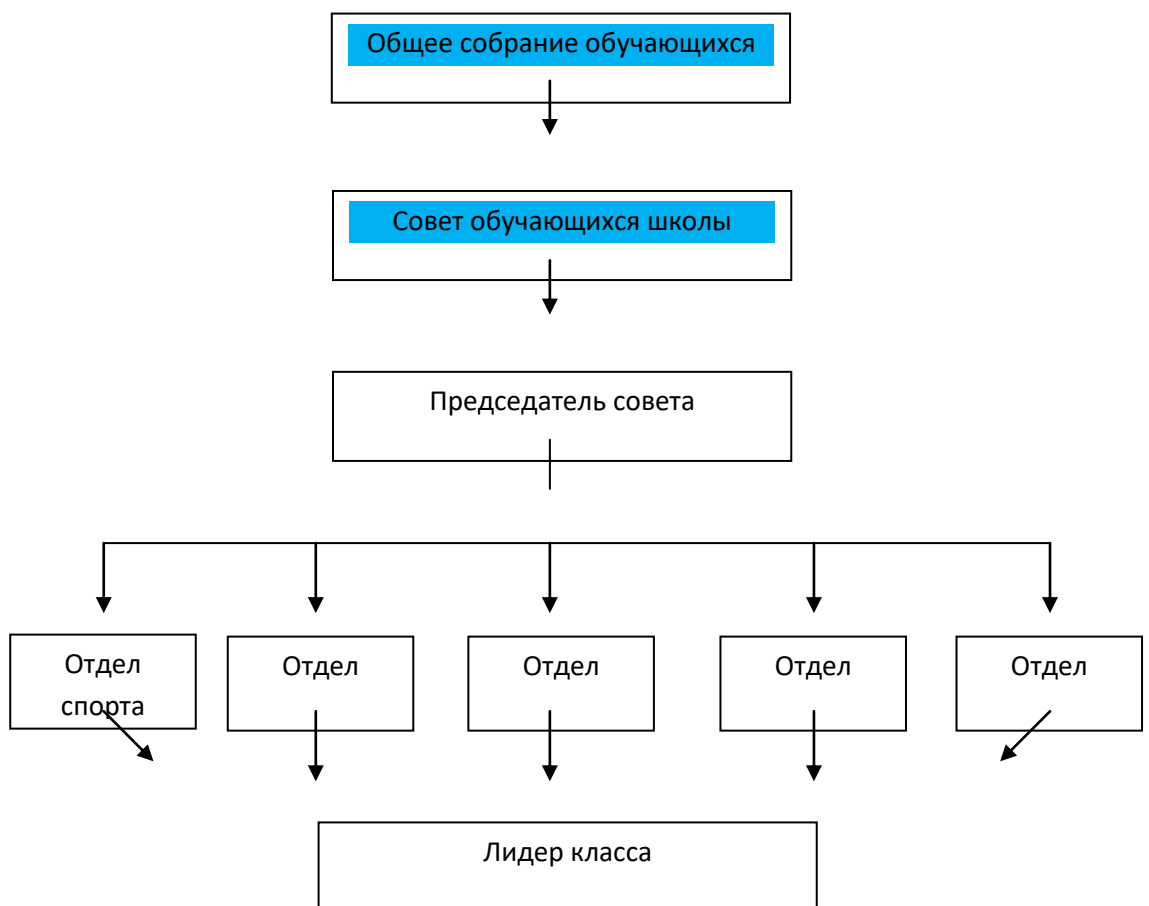 Общее собрание обучающихся
Совет обучающихся школы
Председатель совета
Отдел
спорта
Отдел
Отдел
Отдел
Отдел
Лидер класса